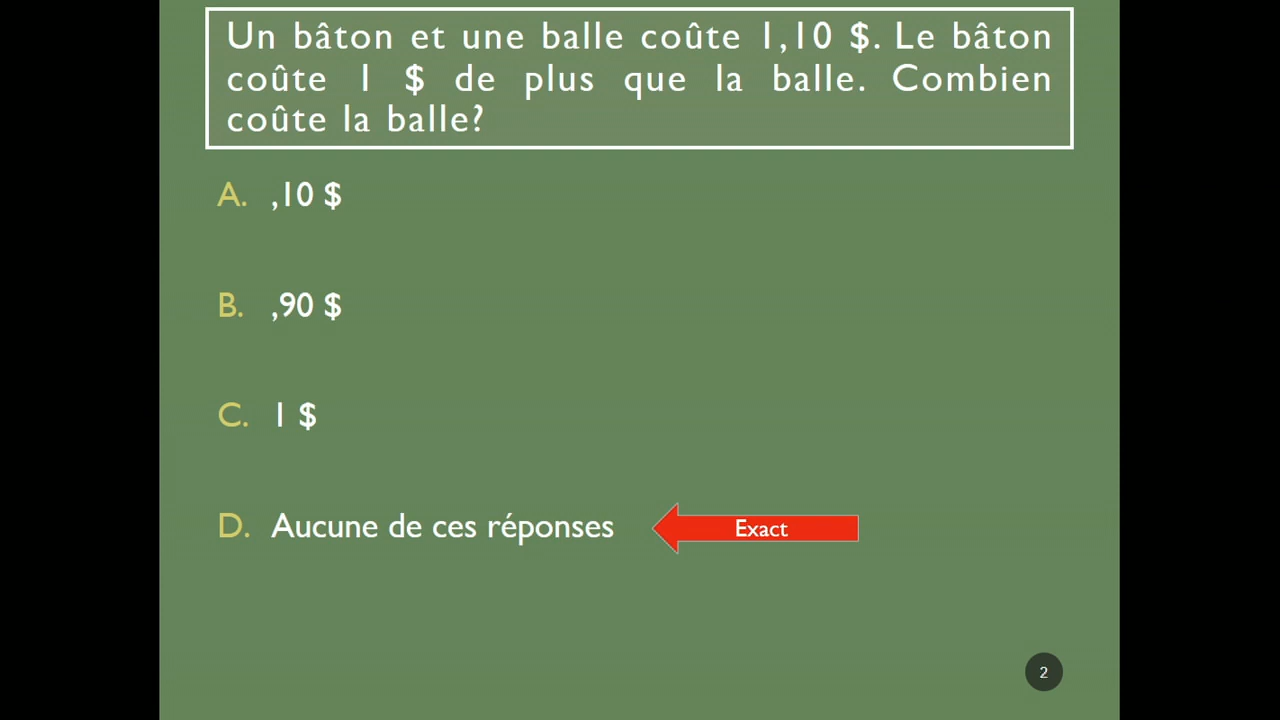 Un bâton et une balle coûte 1,10 $. Le bâton
coûte 1 $ de plus que la balle. Combien
coûte la balle?
A. ,10 $
B. ,90 $
C. 1 $
D. Aucune de ces réponses
Exact
2